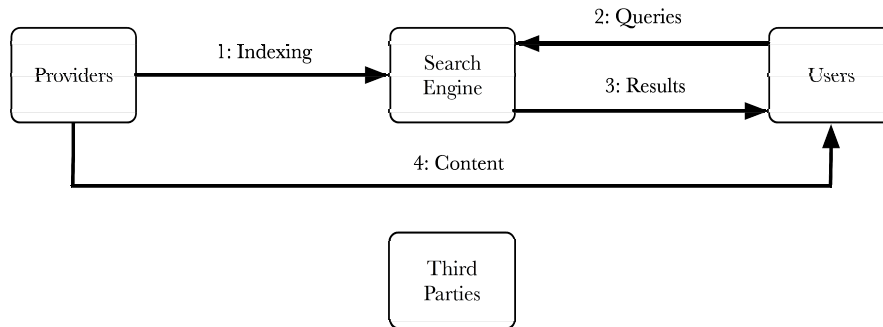 2: Queries
1: Indexing
Providers
Search
Engine
Users
3: Results
4: Content
Third
Parties